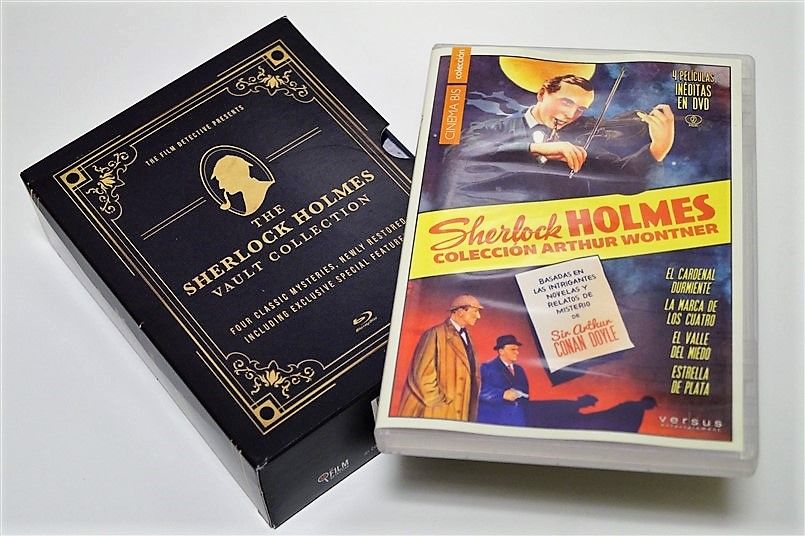 THE FILM DETECTIVE PRESENTS
THE
SHERLOCK HOLMES
VAULT COLLECTION
FOUR CLASSIC MYSTERIES, NEWLY RESTORED,
INCLUDING EXCLUSIVE SPECIAL FEATURES
FILM
CINEMA BIS
colección
4 PELÍCULAS
INÉDITAS
EN DVD
Sherlock HOLMES
COLECCIÓN ARTHUR WONTNER
BASADAS EN
LAS INTRIGANTES
NOVELAS Y
RELATOS DE
MISTERIO
DE
Sir Arthur
CONAN DOYLE
EL CARDENAL
DURMIENTE
LA MARCA DE
LOS CUATRO
EL VALLE
DEL MIEDO
ESTRELLA
DE PLATA
versus
entertainment